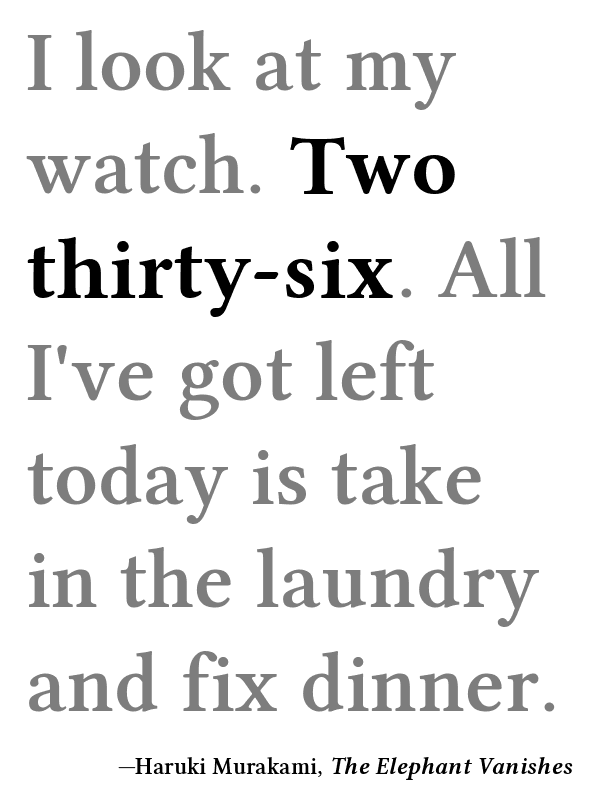 I look at my
watch. Two
thirty-six. All
I've got left
today is take
in the laundry
and fix dinner.
—Haruki Murakami, The Elephant Vanishes